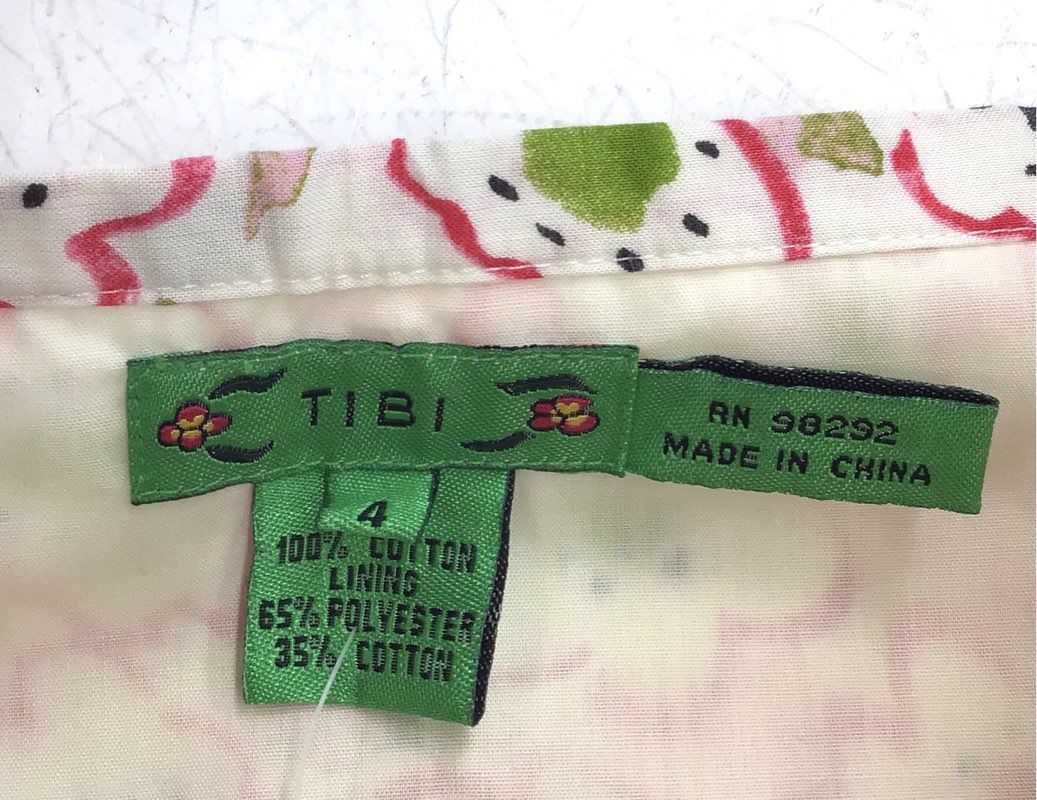 TIBI
RN 98292
MADE IN CHINA
4
100% COTTON
LINING
65% POLYESTER
35% COTTON